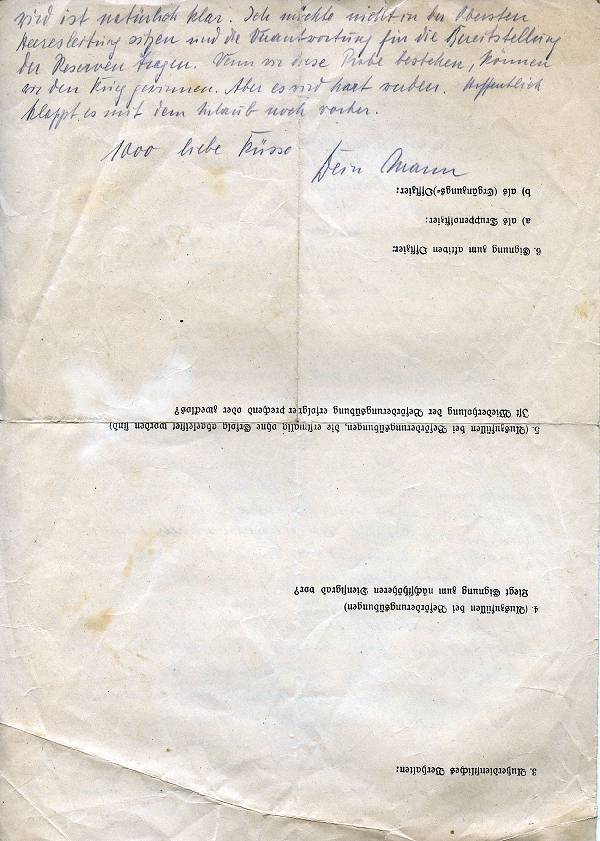 wird ist natürlich klar. Ich möchte nicht in der Obersten
Heeresleitung sitzen und die Verantwortung für die Bereitstellung
der Reserven tragen. Wenn wir diese Probe bestehen, können
wir den Krieg gewinnen. Aber es wird hart werden. Hoffentlich
klappt es mit dem Urlaub noch vorher.
1000 liebe Küsse
Dein Mann
3. Außerdienstliches Verhalten:
4. (Auszufüllen bei Beförderungsübungen)
Liegt Eignung zum nächsthöheren Dienstgrad vor?
5. (Auszufüllen bei Beförderungsübungen, die erstmalig ohne Erfolg abgeleistet worden sind)
Ist Wiederholung der Beförderungsübung erfolgversprechend oder zwecklos?
6. Eignung zum aktiven Offizier:
a) als Truppenoffizier:
b) als (Ergänzungs-)Offizier: